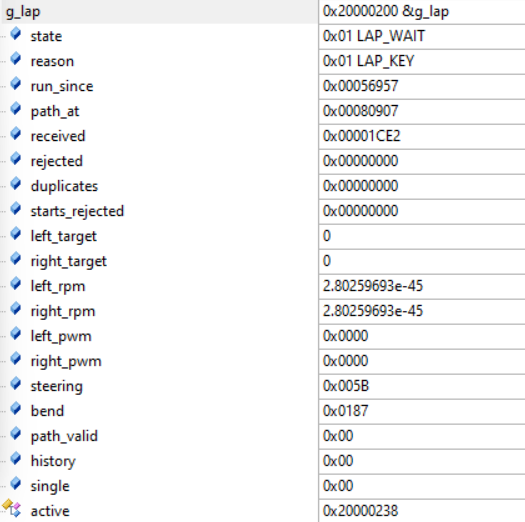 g_lap 0x20000200 &g_lap
state 0x01 LAP_WAIT
reason 0x01 LAP_KEY
run_since 0x00056957
path_at 0x00080907
received 0x00001CE2
rejected 0x00000000
duplicates 0x00000000
starts_rejected 0x00000000
left_target 0
right_target 0
left_rpm 2.80259693e-45
right_rpm 2.80259693e-45
left_pwm 0x0000
right_pwm 0x0000
steering 0x005B
bend 0x0187
path_valid 0x00
history 0x00
single 0x00
active 0x20000238